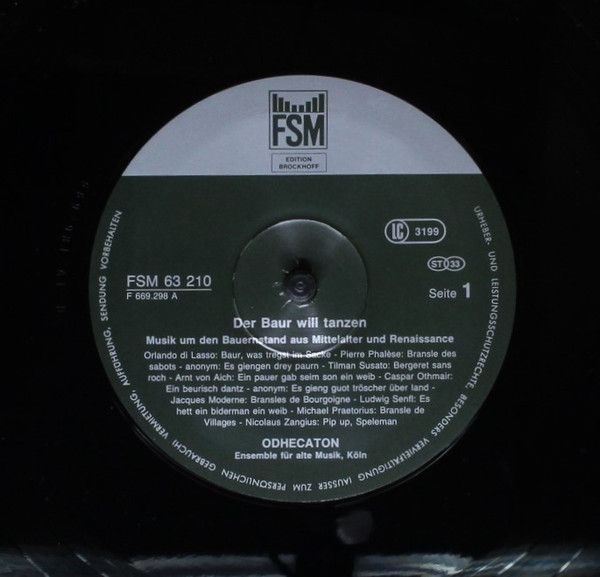 FSM
EDITION
BROCKHOFF
LC 3199
ST 33
FSM 63 210
F 669.298 A
Seite 1
Der Baur will tanzen
Musik um den Bauernstand aus Mittelalter und Renaissance
Orlando di Lasso: Baur, was tregst im Sacke - Pierre Phalèse: Bransle des
sabots - anonym: Es giengen drey paurn - Tilman Susato: Bergeret sans
roch - Arnt von Aich: Ein pauer gab seim son ein weib - Caspar Othmair:
Ein beurisch dantz - anonym: Es gieng guot tröscher über land -
Jacques Moderne: Bransles de Bourgoigne - Ludwig Senfl: Es
hett ein biderman ein weib - Michael Praetorius: Bransle de
Villages - Nicolaus Zangius: Pip up, Speleman
ODHECATON
Ensemble für alte Musik, Köln
URHEBER- UND LEISTUNGSSCHUTZRECHTE, BESONDERS VERVIELFÄLTIGUNG (AUSSER ZUM PERSÖNLICHEN GEBRAUCH) VERMIETUNG, AUFFÜHRUNG, SENDUNG VORBEHALTEN